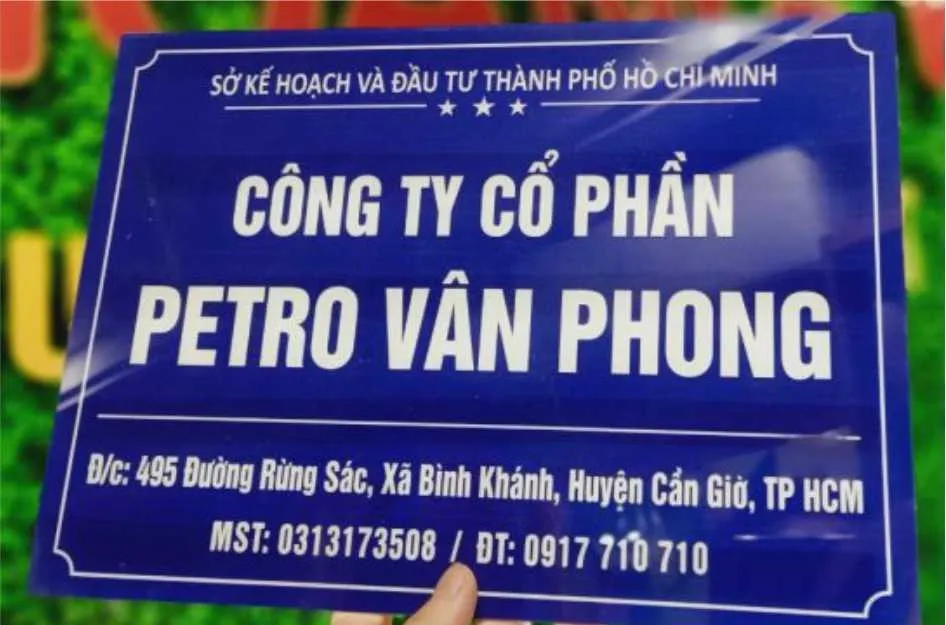 SỞ KẾ HOẠCH VÀ ĐẦU TƯ THÀNH PHỐ HỒ CHI MINH
CÔNG TY CỔ PHẦN
PETRO VÂN PHONG
Đ/c: 495 Đường Rừng Sác, Xã Bình Khánh, Huyện Cần Giờ, TP HCM
MST: 0313173508 / ĐT: 0917 710 710